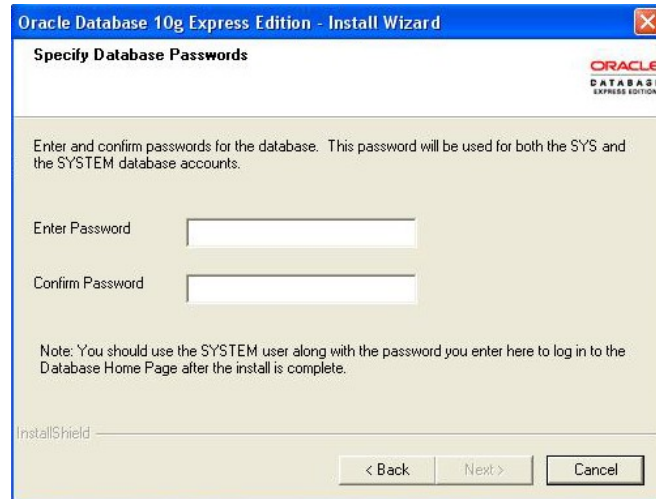 Oracle Database 10g Express Edition - Install Wizard
Specify Database Passwords
ORACLE
DATABASE
EXPRESS EDITION
Enter and confirm passwords for the database. This password will be used for both the SYS and
the SYSTEM database accounts.
Enter Password
Confirm Password
Note: You should use the SYSTEM user along with the password you enter here to log in to the
Database Home Page after the install is complete.
InstallShield
< Back
Next >
Cancel